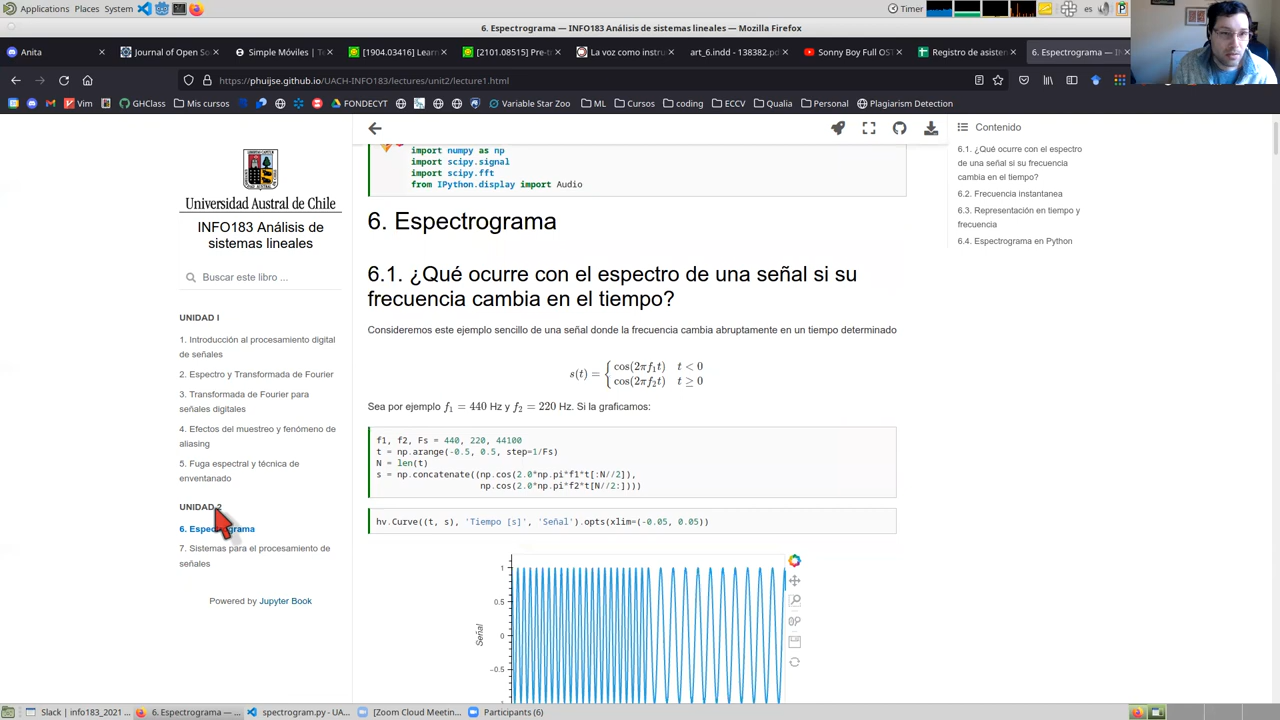 Applications Places System
Timer
es
6. Espectrograma — INFO183 Análisis de sistemas lineales — Mozilla Firefox
Anita
Journal of Open So
Simple Móviles | T
[1904.03416] Lear
[2101.08515] Pre-b
La voz como instru
art_6.indd - 138382.pd
Sonny Boy Full OST
Registro de asisten
6. Espectrograma — IN
https://phuijse.github.io/UACH-INFO183/lectures/unit2/lecture1.html
Vim
GHClass
Mis cursos
FONDECYT
Variable Star Zoo
ML
Cursos
coding
ECCV
Qualia
Personal
Plagiarism Detection
import numpy as np
import scipy.signal
import scipy.fft
from IPython.display import Audio
Contenido
6.1. ¿Qué ocurre con el espectro
de una señal si su frecuencia
cambia en el tiempo?
6.2. Frecuencia instantanea
6.3. Representación en tiempo y
frecuencia
6.4. Espectrograma en Python
Universidad Austral de Chile
INFO183 Análisis de
sistemas lineales
Buscar este libro ...
UNIDAD I
1. Introducción al procesamiento digital
de señales
2. Espectro y Transformada de Fourier
3. Transformada de Fourier para
señales digitales
4. Efectos del muestreo y fenómeno de
aliasing
5. Fuga espectral y técnica de
enventanado
UNIDAD 2
6. Espectrograma
7. Sistemas para el procesamiento de
señales
Powered by Jupyter Book
6. Espectrograma
6.1. ¿Qué ocurre con el espectro de una señal si su
frecuencia cambia en el tiempo?
Consideremos este ejemplo sencillo de una señal donde la frecuencia cambia abruptamente en un tiempo determinado
s(t) = { cos(2πf₁t) t < 0
cos(2πf₂t) t ≥ 0
Sea por ejemplo f₁ = 440 Hz y f₂ = 220 Hz. Si la graficamos:
f1, f2, Fs = 440, 220, 44100
t = np.arange(-0.5, 0.5, step=1/Fs)
N = len(t)
s = np.concatenate((np.cos(2.0*np.pi*f1*t[:N//2]),
np.cos(2.0*np.pi*f2*t[N//2:])))
hv.Curve((t, s), 'Tiempo [s]', 'Señal').opts(xlim=(-0.05, 0.05))
1
0.5
0
−0.5
Señal
Slack | info183_2021 ...
6. Espectrograma — ...
spectrogram.py - UA...
[Zoom Cloud Meetin...
Participants (6)